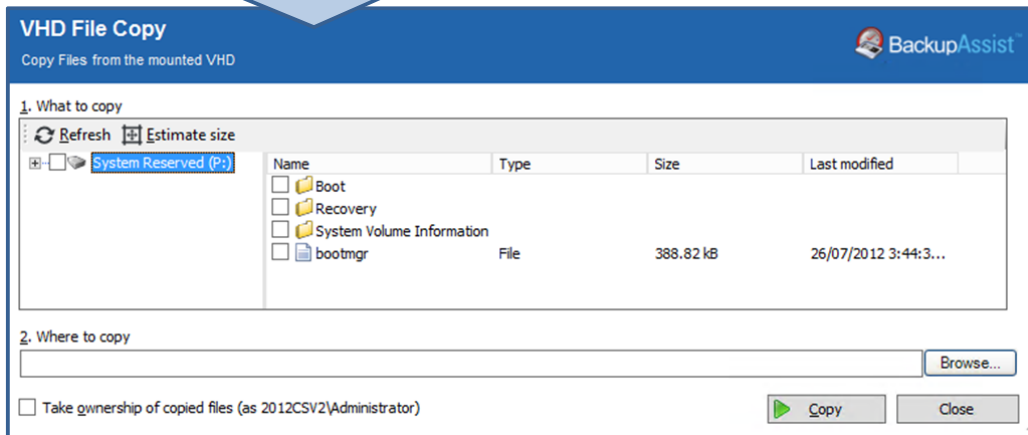 VHD File Copy
BackupAssist™
Copy Files from the mounted VHD
1. What to copy
Refresh Estimate size
System Reserved (P:)
Name Type Size Last modified
Boot
Recovery
System Volume Information
bootmgr File 388.82 kB 26/07/2012 3:44:3...
2. Where to copy
Browse...
Take ownership of copied files (as 2012CSV2\Administrator)
Copy Close